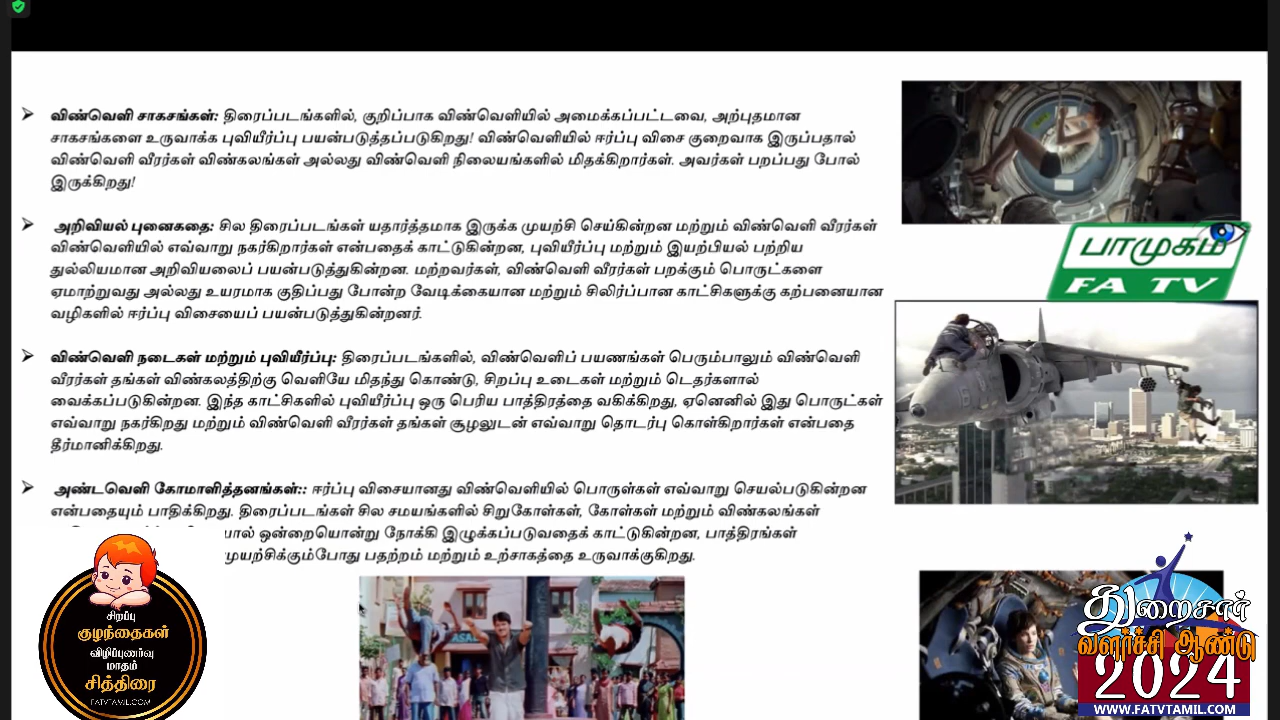 விண்வெளி சாகசங்கள்: திரைப்படங்களில், குறிப்பாக விண்வெளியில் அமைக்கப்பட்டவை, அற்புதமான
சாகசங்களை உருவாக்க புவியீர்ப்பு பயன்படுத்தப்படுகிறது! விண்வெளியில் ஈர்ப்பு விசை குறைவாக இருப்பதால்
விண்வெளி வீரர்கள் விண்கலங்கள் அல்லது விண்வெளி நிலையங்களில் மிதக்கிறார்கள். அவர்கள் பறப்பது போல்
இருக்கிறது!
அறிவியல் புனைகதை: சில திரைப்படங்கள் யதார்த்தமாக இருக்க முயற்சி செய்கின்றன மற்றும் விண்வெளி வீரர்கள்
விண்வெளியில் எவ்வாறு நகர்கிறார்கள் என்பதைக் காட்டுகின்றன, புவியீர்ப்பு மற்றும் இயற்பியல் பற்றிய
துல்லியமான அறிவியலைப் பயன்படுத்துகின்றன. மற்றவர்கள், விண்வெளி வீரர்கள் பறக்கும் பொருட்களை
ஏமாற்றுவது அல்லது உயரமாக குதிப்பது போன்ற வேடிக்கையான மற்றும் சிலிர்ப்பான காட்சிகளுக்கு கற்பனையான
வழிகளில் ஈர்ப்பு விசையைப் பயன்படுத்துகின்றனர்.
விண்வெளி நடைகள் மற்றும் புவியீர்ப்பு: திரைப்படங்களில், விண்வெளிப் பயணங்கள் பெரும்பாலும் விண்வெளி
வீரர்கள் தங்கள் விண்கலத்திற்கு வெளியே மிதந்து கொண்டு, சிறப்பு உடைகள் மற்றும் டெதர்களால்
வைக்கப்படுகின்றன. இந்த காட்சிகளில் புவியீர்ப்பு ஒரு பெரிய பாத்திரத்தை வகிக்கிறது, ஏனெனில் இது பொருட்கள்
எவ்வாறு நகர்கிறது மற்றும் விண்வெளி வீரர்கள் தங்கள் சூழலுடன் எவ்வாறு தொடர்பு கொள்கிறார்கள் என்பதை
தீர்மானிக்கிறது.
அண்டவெளி கோமாளித்தனங்கள்:: ஈர்ப்பு விசையானது விண்வெளியில் பொருள்கள் எவ்வாறு செயல்படுகின்றன
என்பதையும் பாதிக்கிறது. திரைப்படங்கள் சில சமயங்களில் சிறுகோள்கள், கோள்கள் மற்றும் விண்கலங்கள்
யால் ஒன்றையொன்று நோக்கி இழுக்கப்படுவதைக் காட்டுகின்றன, பாத்திரங்கள்
முயற்சிக்கும்போது பதற்றம் மற்றும் உற்சாகத்தை உருவாக்குகிறது.
பாமுகம்
FA TV
சிறப்பு
குழந்தைகள்
விழிப்புணர்வு
மாதம்
சித்திரை
FATVTAMIL.COM
துறைசார்
வளர்ச்சி ஆண்டு
2024
WWW.FATVTAMIL.COM